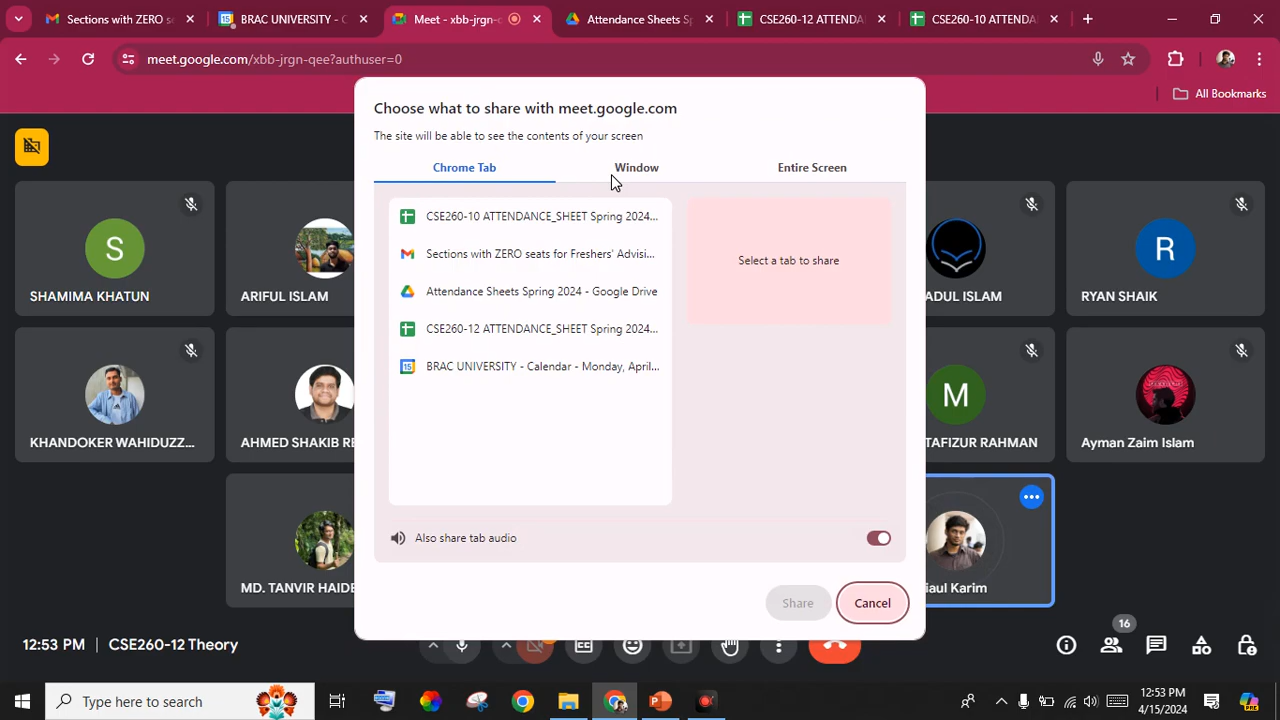 Sections with ZERO se
BRAC UNIVERSITY - C
Meet - xbb-jrgn-
Attendance Sheets Sp
CSE260-12 ATTENDA
CSE260-10 ATTENDA
meet.google.com/xbb-jrgn-qee?authuser=0
All Bookmarks
Choose what to share with meet.google.com
The site will be able to see the contents of your screen
Chrome Tab
Window
Entire Screen
CSE260-10 ATTENDANCE_SHEET Spring 2024...
Sections with ZERO seats for Freshers' Advisi...
Attendance Sheets Spring 2024 - Google Drive
CSE260-12 ATTENDANCE_SHEET Spring 2024...
15 BRAC UNIVERSITY - Calendar - Monday, April...
Select a tab to share
Also share tab audio
Share
Cancel
S
SHAMIMA KHATUN
ARIFUL ISLAM
ADUL ISLAM
R
RYAN SHAIK
KHANDOKER WAHIDUZZ...
AHMED SHAKIB RE
M
TAFIZUR RAHMAN
Ayman Zaim Islam
MD. TANVIR HAIDE
iaul Karim
12:53 PM | CSE260-12 Theory
16
Type here to search
12:53 PM
4/15/2024